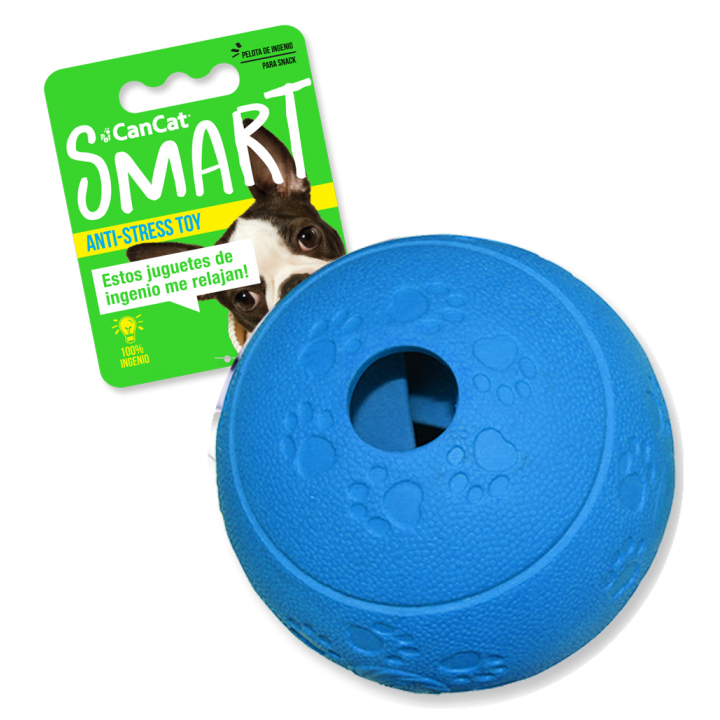 PELOTA DE INGENIO
PARA SNACK
CanCat
SMART
ANTI-STRESS TOY
Estos juguetes de
ingenio me relajan!
100%
INGENIO